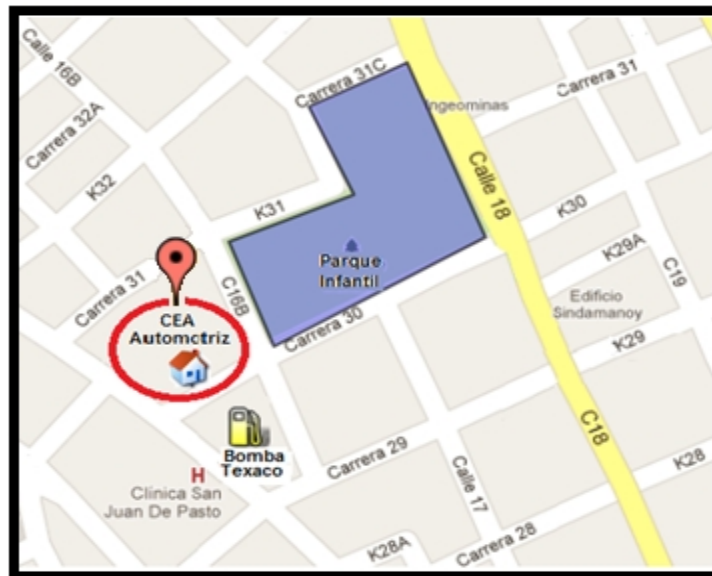 Calle 16B
Carrera 31C
Carrera 31
Ingeominas
Carrera 32A
K32
Calle 18
K31
K30
Parque
Infantil
K29A
C19
Carrera 31
C16B
CEA
Automotriz
Edificio
Sindamanoy
Carrera 30
K29
C18
Bomba
Texaco
Carrera 29
K28
H
Clínica San
Juan De Pasto
Calle 17
K28A
Carrera 28